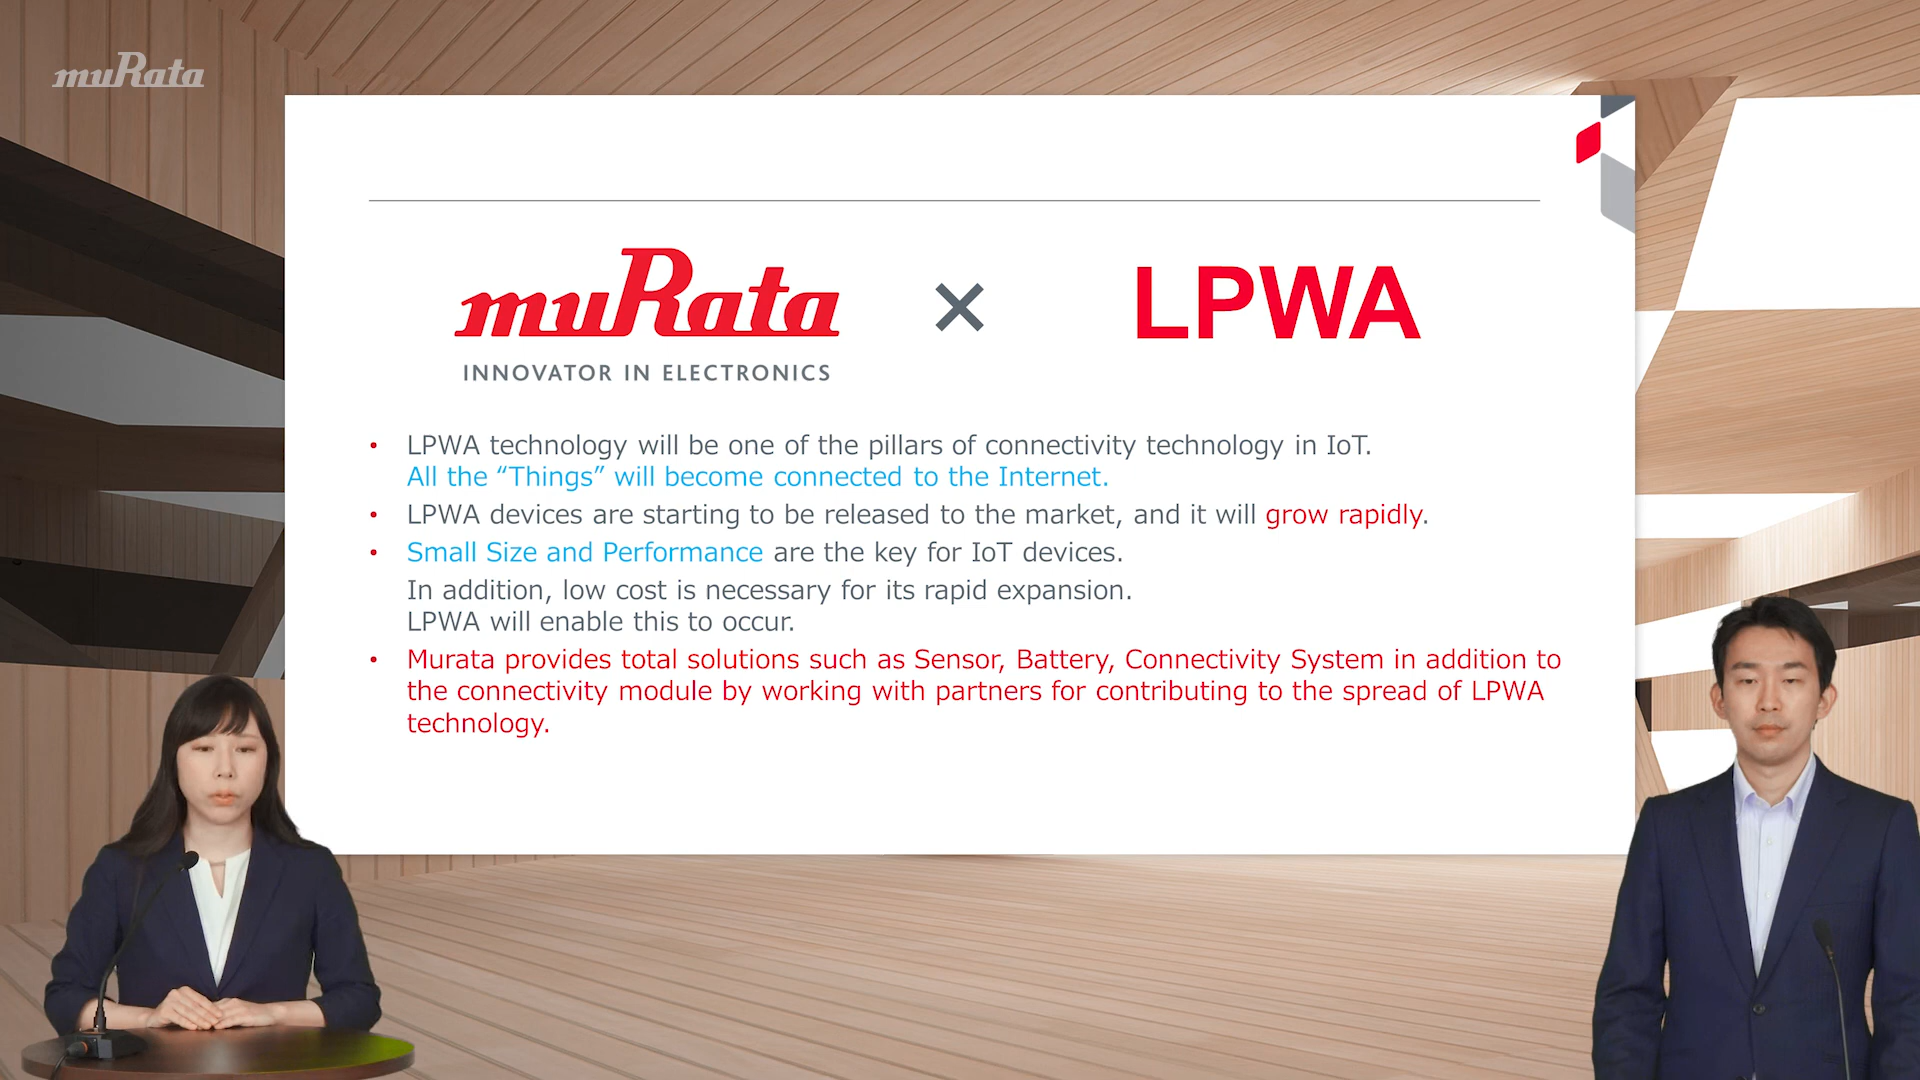 muRata
muRata
INNOVATOR IN ELECTRONICS
×
LPWA
• LPWA technology will be one of the pillars of connectivity technology in IoT.
All the “Things” will become connected to the Internet.
• LPWA devices are starting to be released to the market, and it will grow rapidly.
• Small Size and Performance are the key for IoT devices.
In addition, low cost is necessary for its rapid expansion.
LPWA will enable this to occur.
• Murata provides total solutions such as Sensor, Battery, Connectivity System in addition to
the connectivity module by working with partners for contributing to the spread of LPWA
technology.